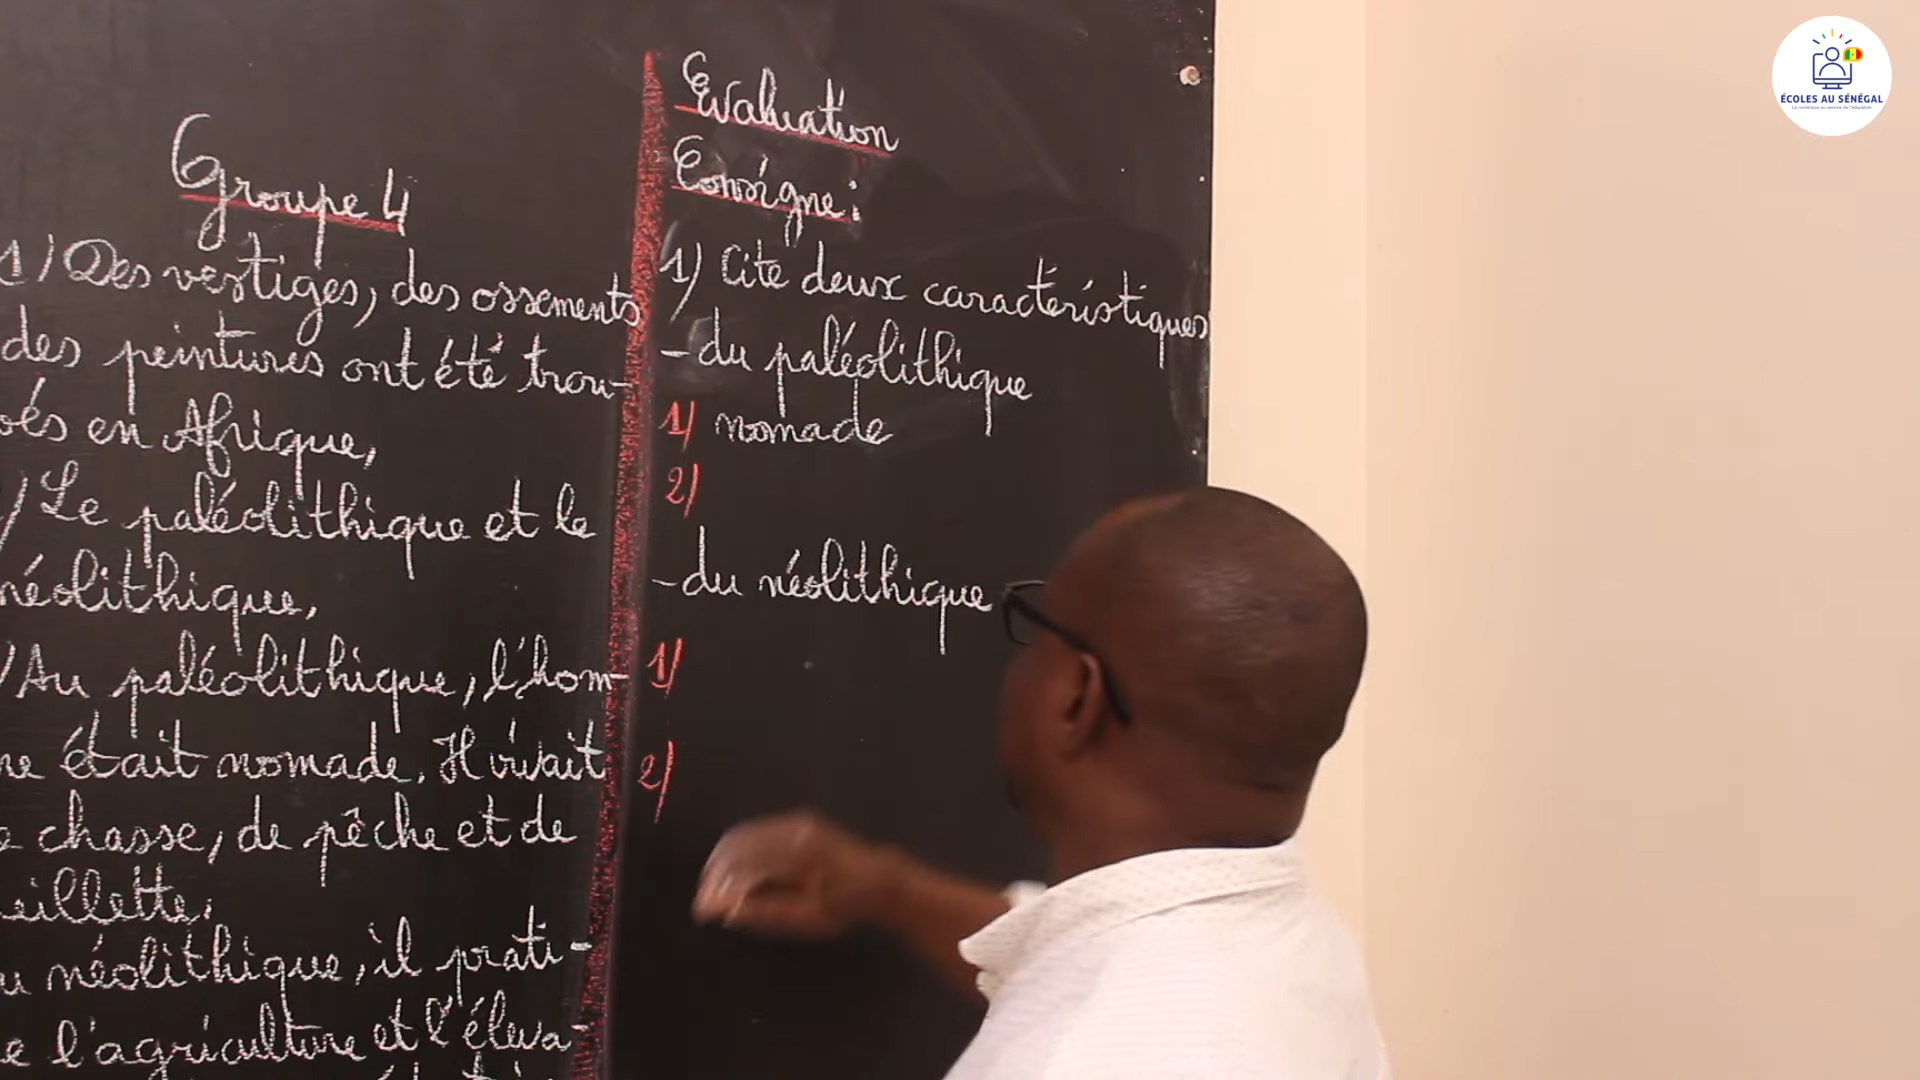 Groupe 4
1/ Des vestiges, des ossements
des peintures ont été trou-
vés en Afrique,
/ Le paléolithique et le
néolithique,
/ Au paléolithique, l'hom-
me était nomade. Il vivait
e chasse, de pêche et de
eillette.
u néolithique, il prati-
e l'agriculture et l'éleva-
Evaluation
Consigne:
1) Cite deux caractéristiques
- du paléolithique
1/ nomade
2/
- du néolithique
1/
2/
ÉCOLES AU SÉNÉGAL